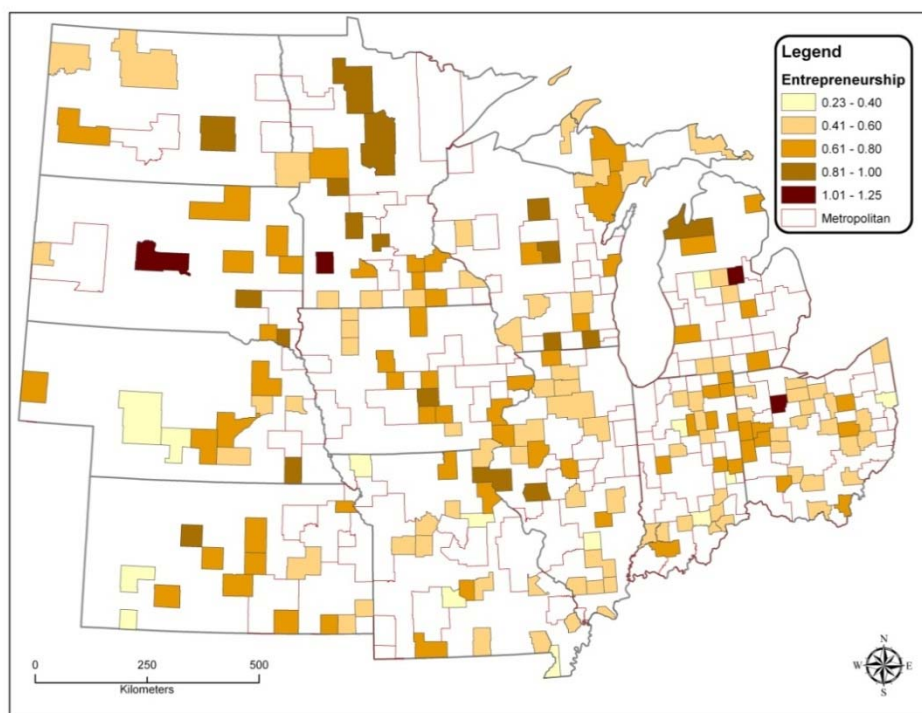 Legend
Entrepreneurship
0.23 - 0.40
0.41 - 0.60
0.61 - 0.80
0.81 - 1.00
1.01 - 1.25
Metropolitan
N
W E
S
0 250 500
Kilometers